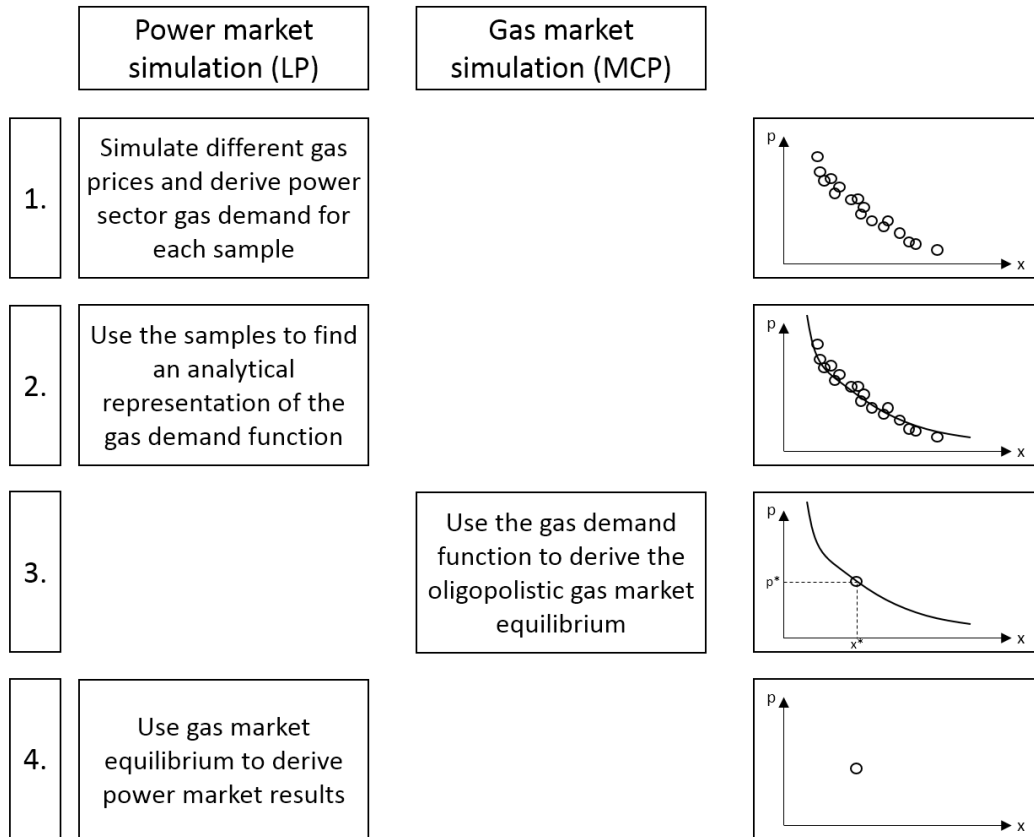 Power market
simulation (LP)
Gas market
simulation (MCP)
1.
Simulate different gas
prices and derive power
sector gas demand for
each sample
p
x
2.
Use the samples to find
an analytical
representation of the
gas demand function
p
x
3.
Use the gas demand
function to derive the
oligopolistic gas market
equilibrium
p
p*
x*
x
4.
Use gas market
equilibrium to derive
power market results
p
x